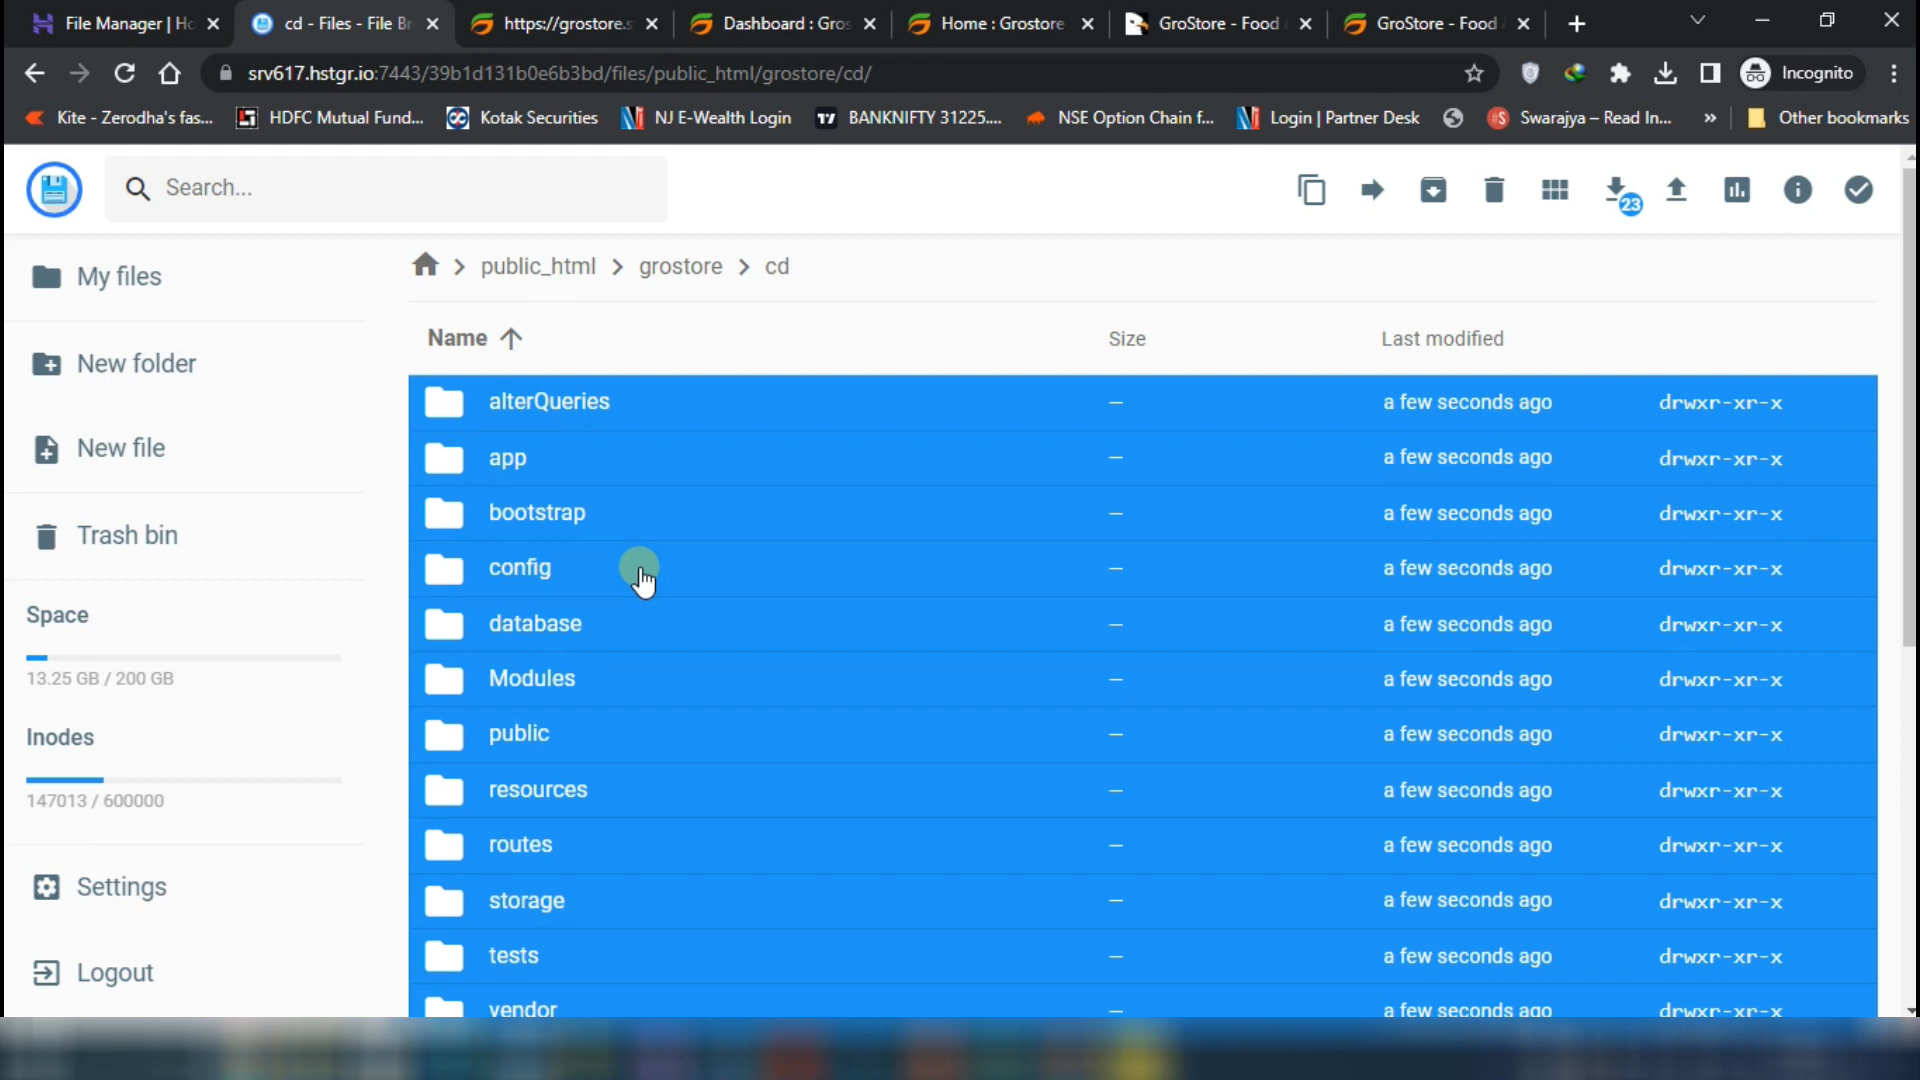 File Manager | Ho
cd - Files - File Br
https://grostore.s
Dashboard : Gros
Home : Grostore
GroStore - Food
GroStore - Food
srv617.hstgr.io:7443/39b1d131b0e6b3bd/files/public_html/grostore/cd/
Incognito
Kite - Zerodha's fas...
HDFC Mutual Fund...
Kotak Securities
NJ E-Wealth Login
BANKNIFTY 31225....
NSE Option Chain f...
Login | Partner Desk
Swarajya – Read In...
»
Other bookmarks
Search...
23
My files
New folder
New file
Trash bin
Space
13.25 GB / 200 GB
Inodes
147013 / 600000
Settings
Logout
public_html > grostore > cd
Name Size Last modified
alterQueries — a few seconds ago drwxr-xr-x
app — a few seconds ago drwxr-xr-x
bootstrap — a few seconds ago drwxr-xr-x
config — a few seconds ago drwxr-xr-x
database — a few seconds ago drwxr-xr-x
Modules — a few seconds ago drwxr-xr-x
public — a few seconds ago drwxr-xr-x
resources — a few seconds ago drwxr-xr-x
routes — a few seconds ago drwxr-xr-x
storage — a few seconds ago drwxr-xr-x
tests — a few seconds ago drwxr-xr-x
vendor — a few seconds ago drwxr-xr-x